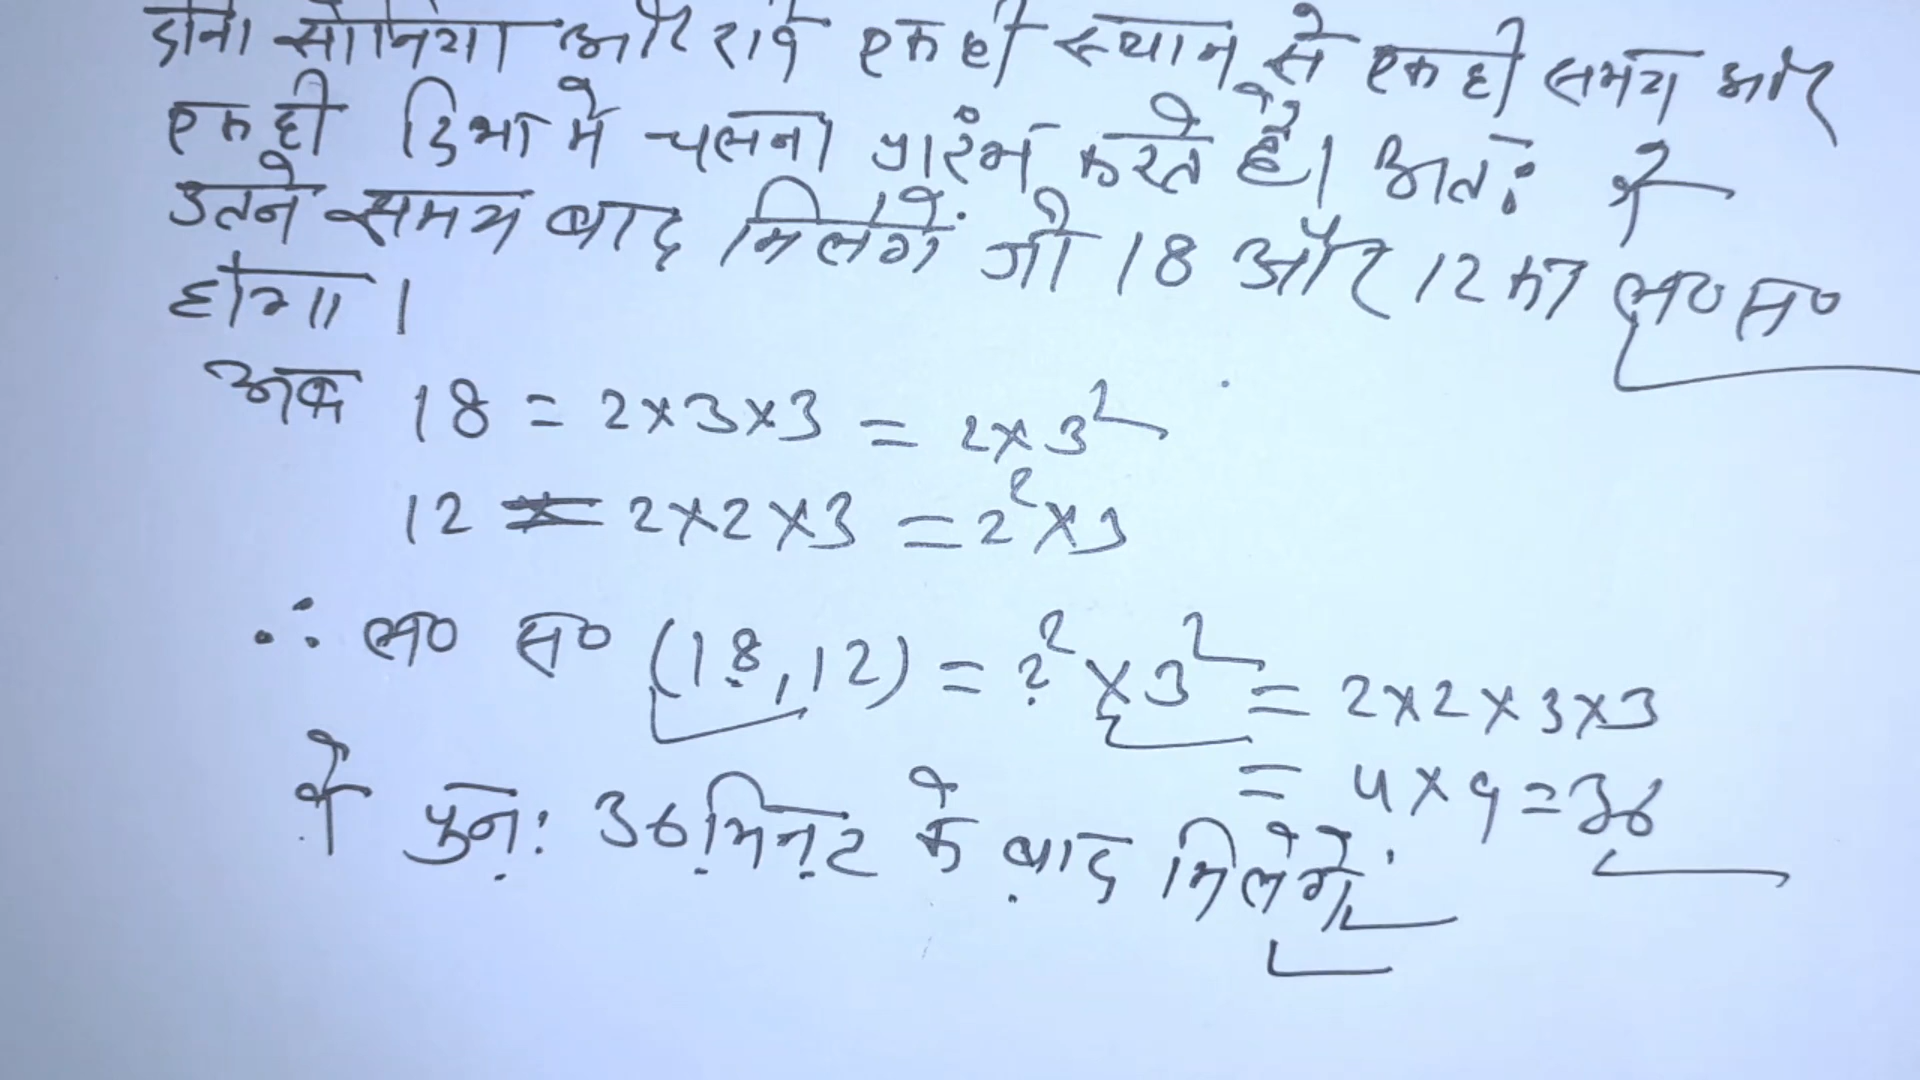 दोनों सोनिया और रवि एक ही स्थान से एक ही समय और
एक ही दिशा में चलना प्रारंभ करते हैं। अतः वे
उतने समय बाद मिलेंगे जो 18 और 12 का ल० स०
होगा।
अब 18 = 2×3×3 = 2×3²
12 = 2×2×3 = 2²×3
∴ ल० स० (18,12) = 2²×3² = 2×2×3×3
= 4×9=36
वे पुनः 36 मिनट के बाद मिलेंगे